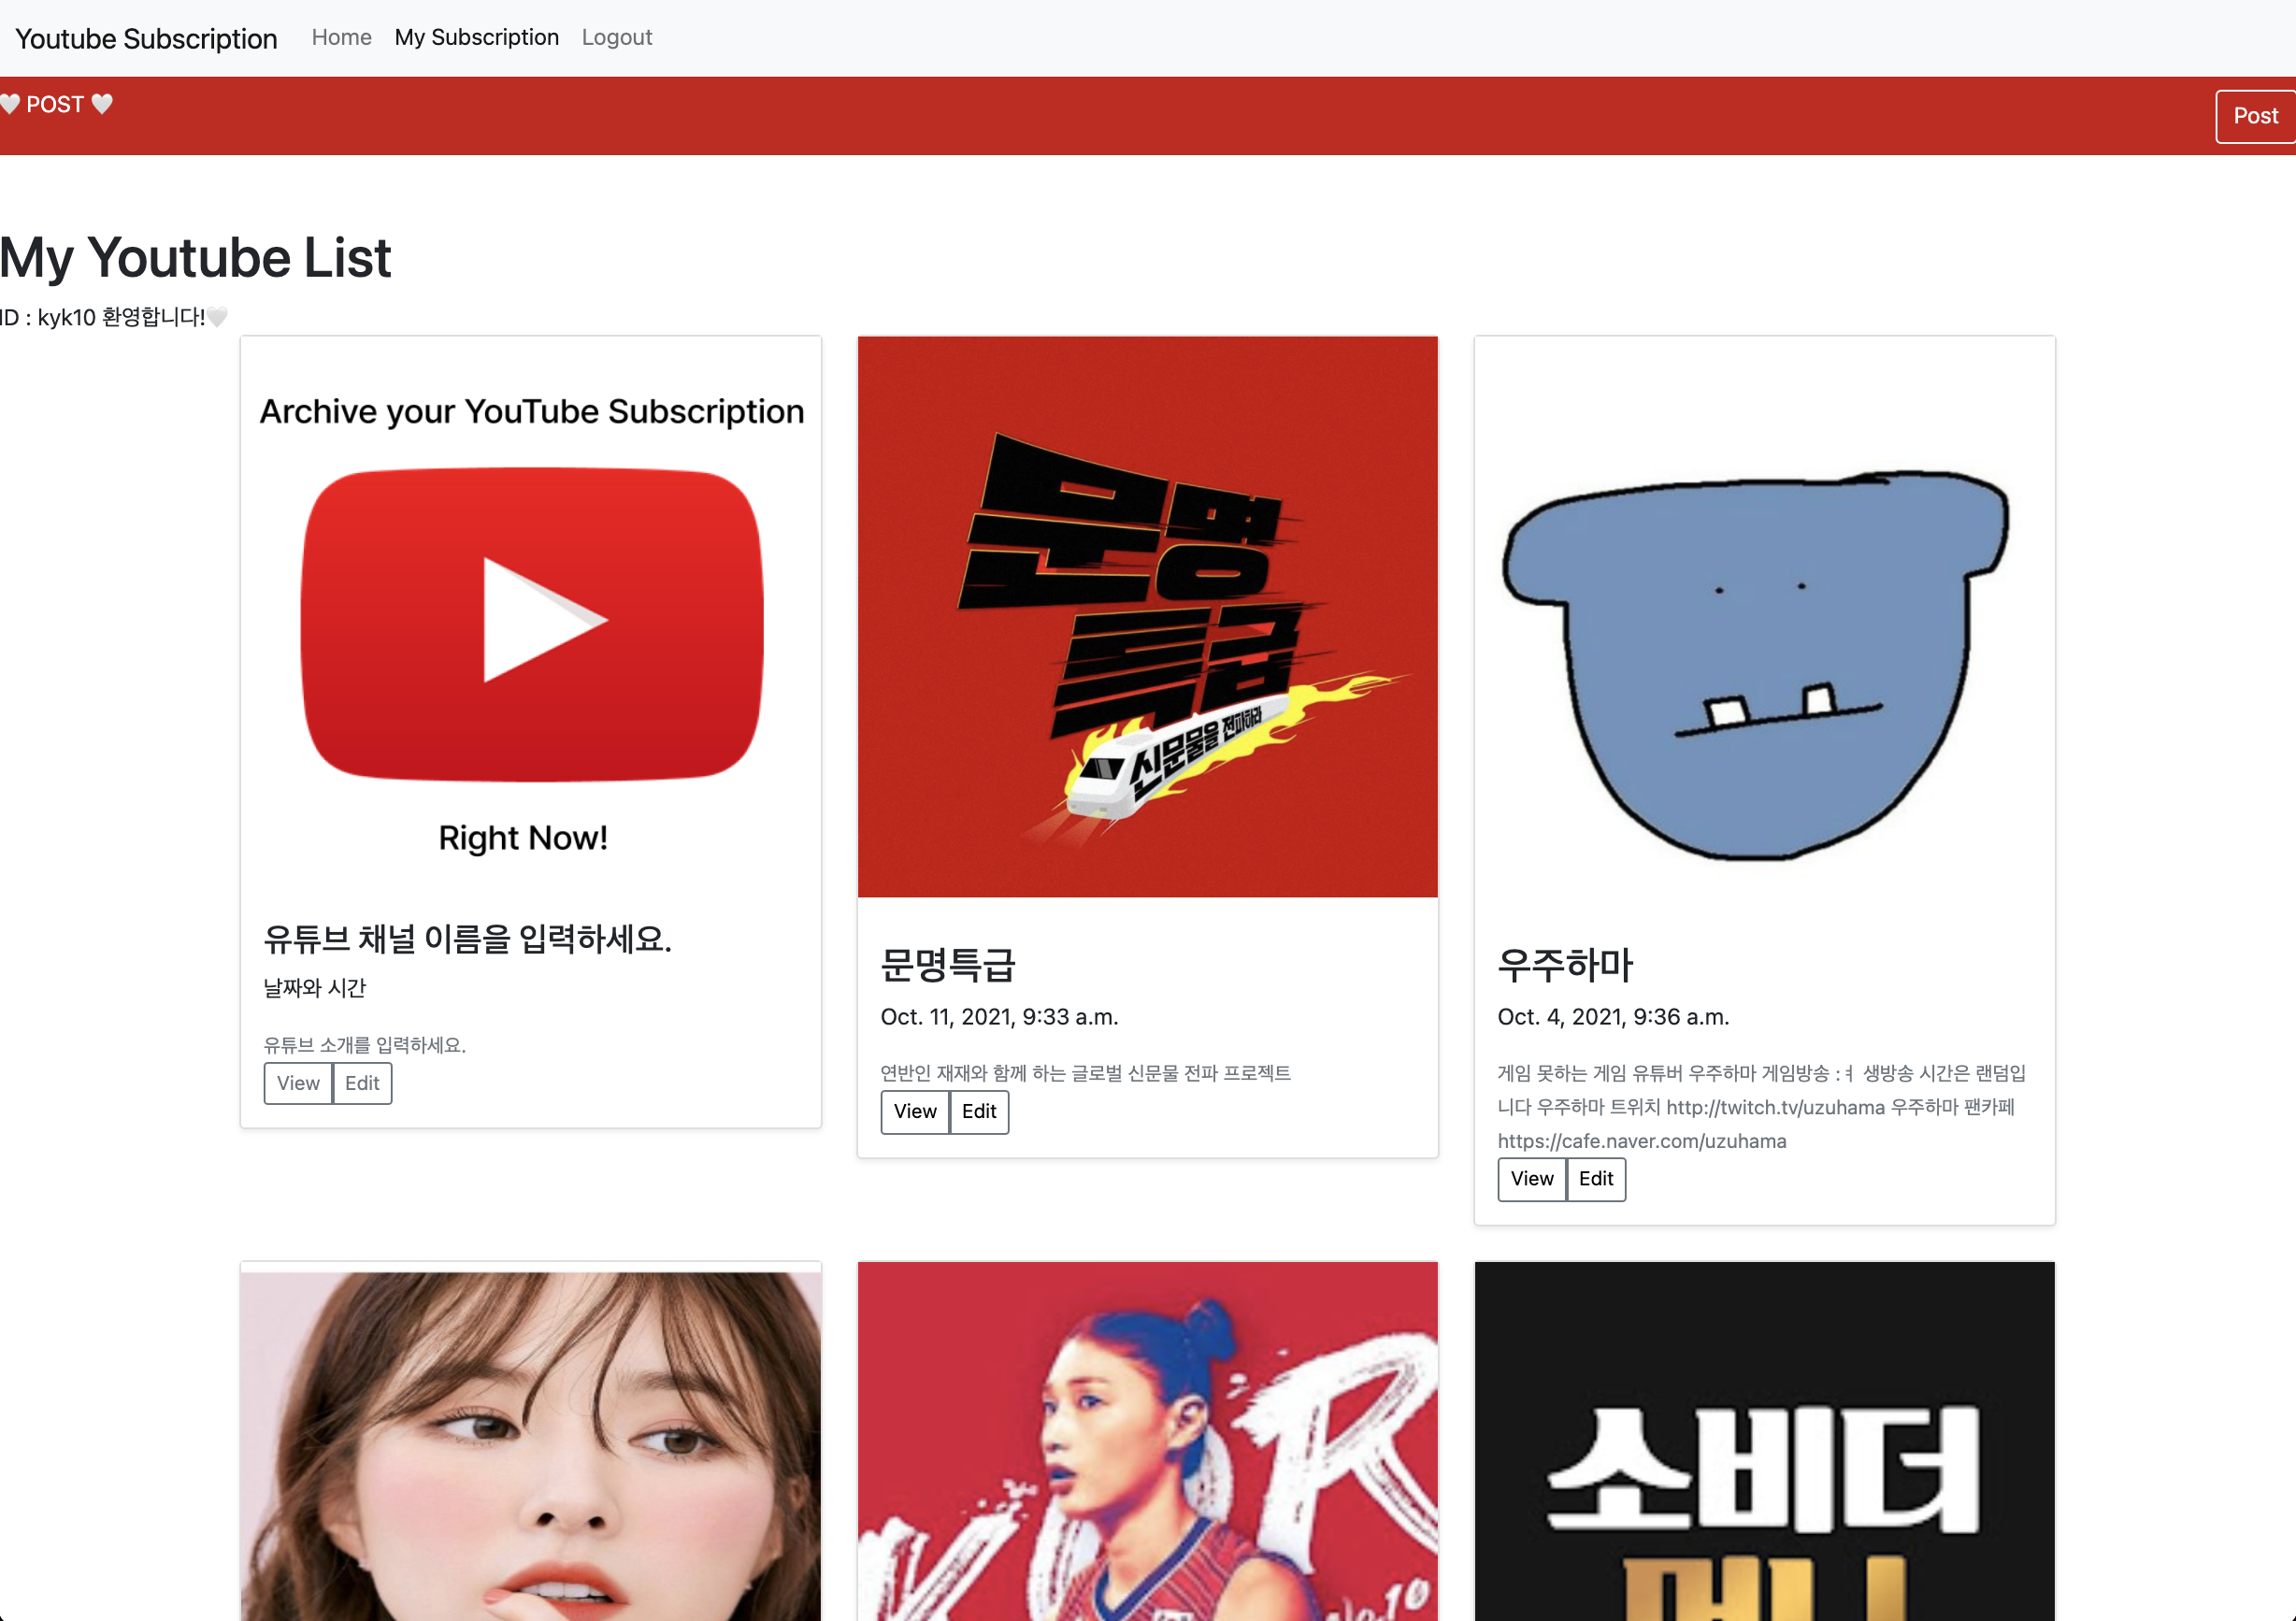 Youtube Subscription Home My Subscription Logout
🤍 POST 🤍
Post
My Youtube List
ID : kyk10 환영합니다!🤍
Archive your YouTube Subscription
Right Now!
유튜브 채널 이름을 입력하세요.
날짜와 시간
유튜브 소개를 입력하세요.
View Edit
문명
특급
신문물을 전파하라
문명특급
Oct. 11, 2021, 9:33 a.m.
연반인 재재와 함께 하는 글로벌 신문물 전파 프로젝트
View Edit
우주하마
Oct. 4, 2021, 9:36 a.m.
게임 못하는 게임 유튜버 우주하마 게임방송 :ㅕ 생방송 시간은 랜덤입
니다 우주하마 트위치 http://twitch.tv/uzuhama 우주하마 팬카페
https://cafe.naver.com/uzuhama
View Edit
No.10
소비더
머니